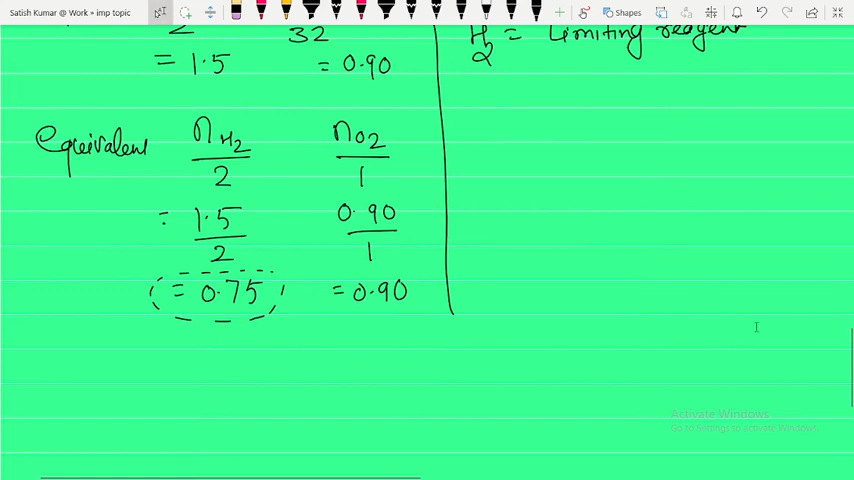 Satish Kumar @ Work » imp topic
Shapes
2 32
= 1.5 = 0.90
H2 = Limiting reagent
Equivalent nH2/2 nO2/1
= 1.5/2 0.90/1
= 0.75 = 0.90
Activate Windows
Go to Settings to activate Windows.